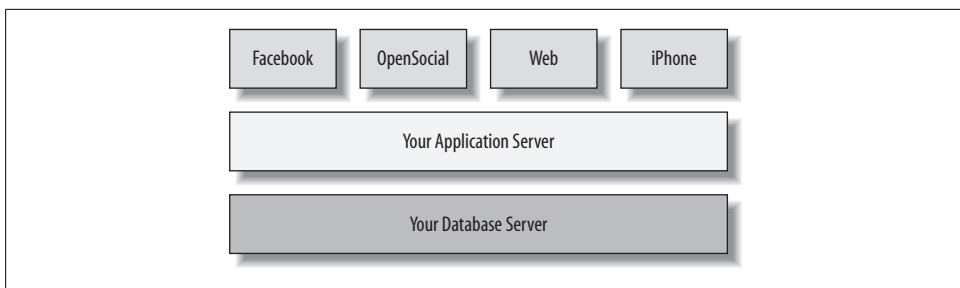 Facebook OpenSocial Web iPhone
Your Application Server
Your Database Server